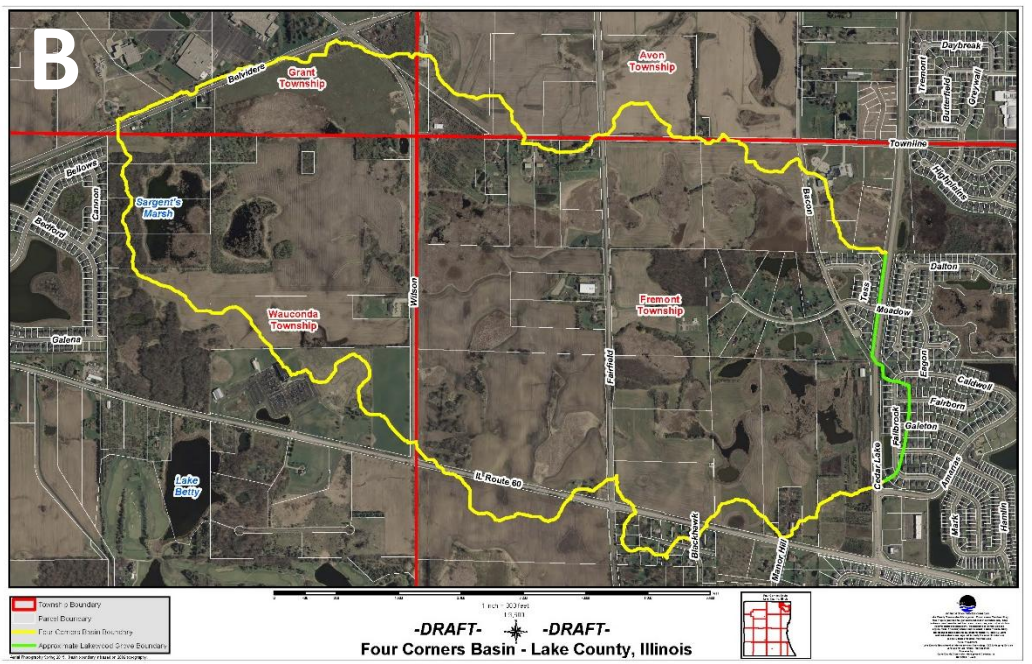 B
Belvidere
Grant
Township
Avon
Township
Daybreak
Tremont
Butterfield
Greywall
Townline
Highplains
Bellows
Cannon
Bedford
Sargent's
Marsh
Bacon
Wilson
Wauconda
Township
Fremont
Township
Tess
Dalton
Meadow
Galena
Fairfield
Eagon
Caldwell
Fairborn
Fallbrook
Galeton
Cedar Lake
Amerias
Lake
Betty
IL Route 60
Blackhawk
Manor Hill
Mark
Hamlin
Township Boundary
Parcel Boundary
Four Corners Basin Boundary
Approximate Lakewood Grove Boundary
-DRAFT- -DRAFT-
Four Corners Basin - Lake County, Illinois